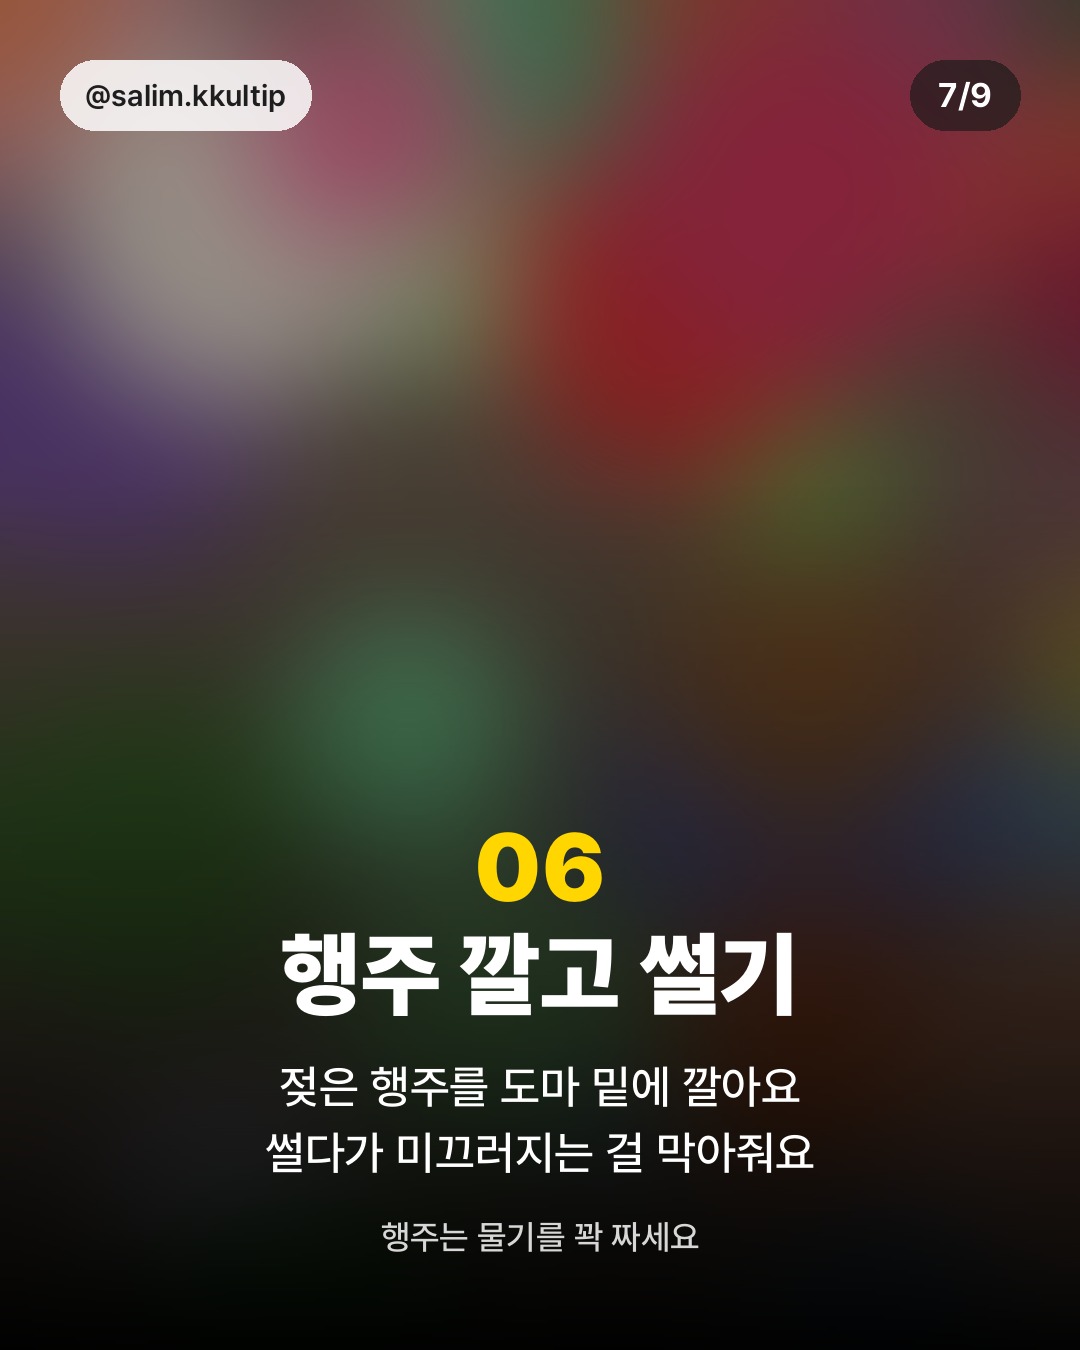 @salim.kkultip
7/9
06
행주 깔고 썰기
젖은 행주를 도마 밑에 깔아요
썰다가 미끄러지는 걸 막아줘요
행주는 물기를 꽉 짜세요